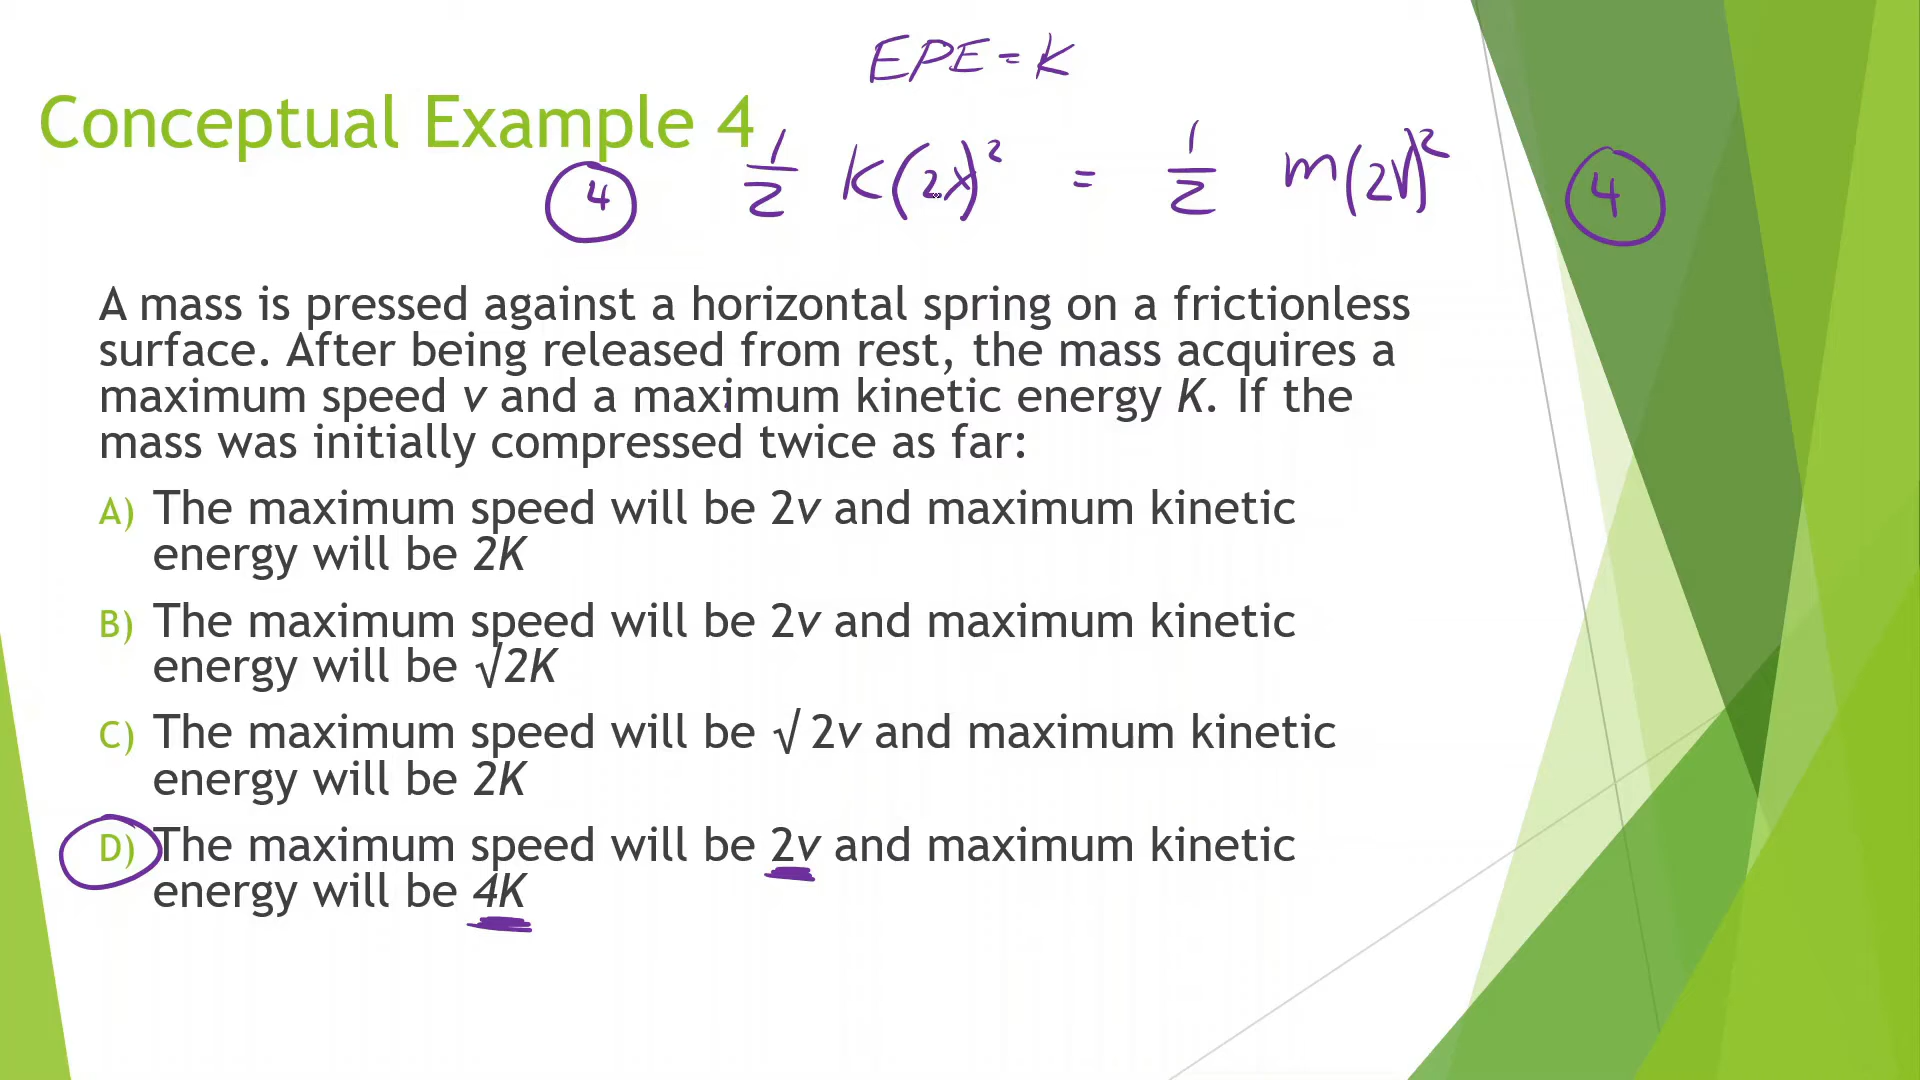 EPE = K
Conceptual Example 4
4 1/2 K(2x)² = 1/2 m(2v)² 4
A mass is pressed against a horizontal spring on a frictionless
surface. After being released from rest, the mass acquires a
maximum speed v and a maximum kinetic energy K. If the
mass was initially compressed twice as far:
A) The maximum speed will be 2v and maximum kinetic
energy will be 2K
B) The maximum speed will be 2v and maximum kinetic
energy will be √2K
C) The maximum speed will be √ 2v and maximum kinetic
energy will be 2K
D) The maximum speed will be 2v and maximum kinetic
energy will be 4K